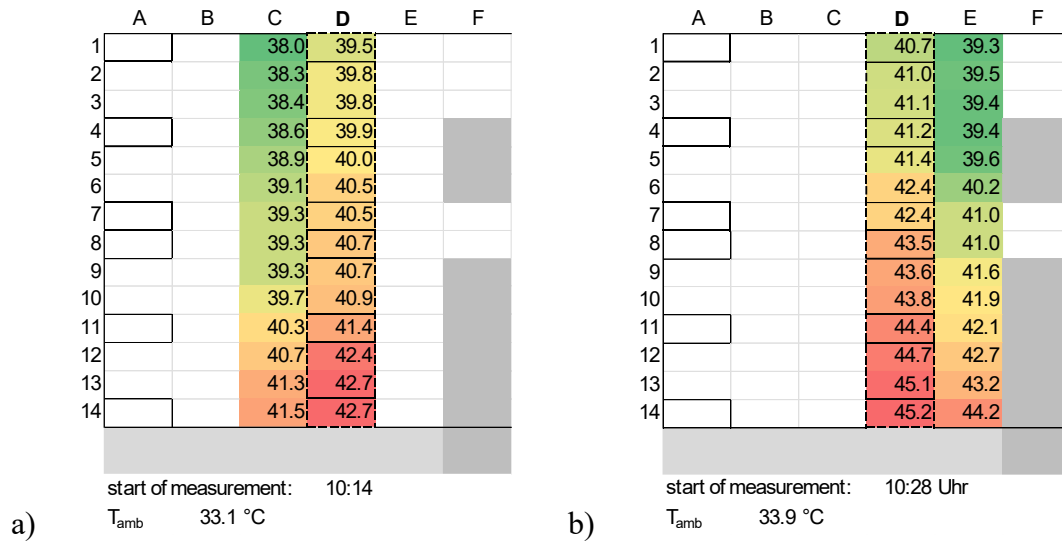 A B C D E F
1 38.0 39.5
2 38.3 39.8
3 38.4 39.8
4 38.6 39.9
5 38.9 40.0
6 39.1 40.5
7 39.3 40.5
8 39.3 40.7
9 39.3 40.7
10 39.7 40.9
11 40.3 41.4
12 40.7 42.4
13 41.3 42.7
14 41.5 42.7
start of measurement: 10:14
a) Tamb 33.1 °C
A B C D E F
1 40.7 39.3
2 41.0 39.5
3 41.1 39.4
4 41.2 39.4
5 41.4 39.6
6 42.4 40.2
7 42.4 41.0
8 43.5 41.0
9 43.6 41.6
10 43.8 41.9
11 44.4 42.1
12 44.7 42.7
13 45.1 43.2
14 45.2 44.2
start of measurement: 10:28 Uhr
b) Tamb 33.9 °C